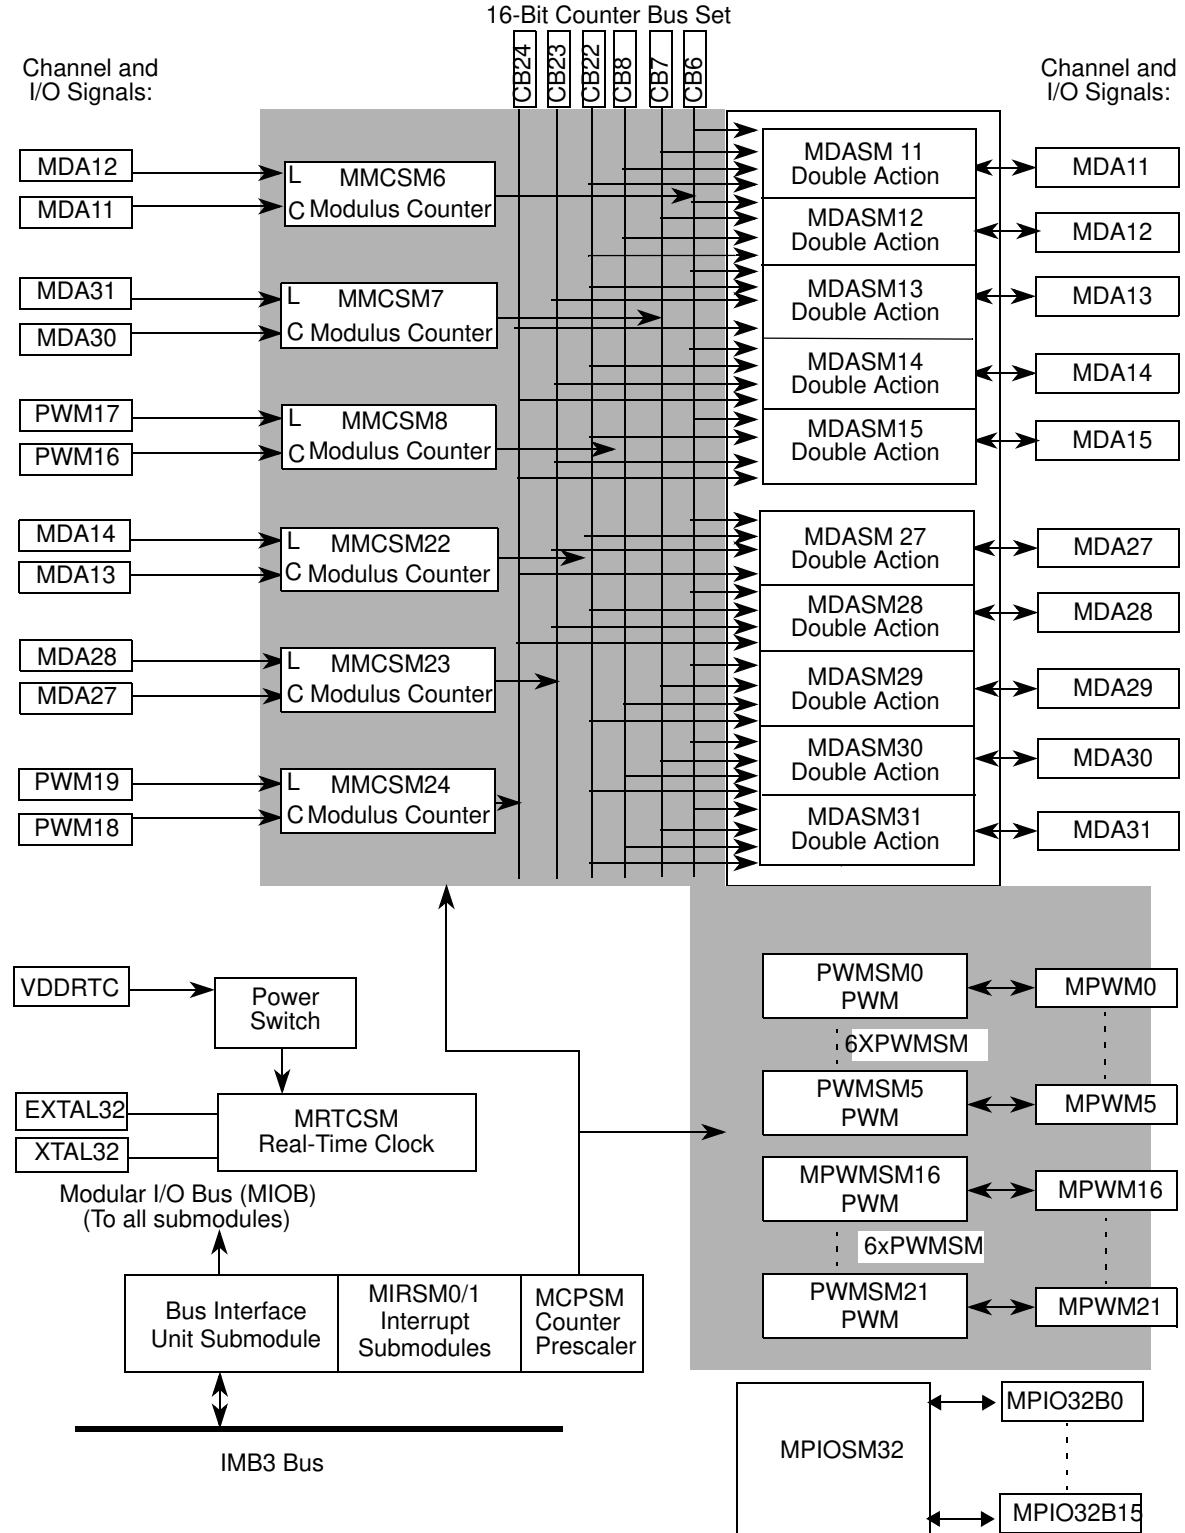 16-Bit Counter Bus Set
CB24
CB23
CB22
CB8
CB7
CB6
Channel and
I/O Signals:
Channel and
I/O Signals:
MDA12
MDA11
L
C
MMCSM6
Modulus Counter
MDA31
MDA30
L
C
MMCSM7
Modulus Counter
PWM17
PWM16
L
C
MMCSM8
Modulus Counter
MDA14
MDA13
L
C
MMCSM22
Modulus Counter
MDA28
MDA27
L
C
MMCSM23
Modulus Counter
PWM19
PWM18
L
C
MMCSM24
Modulus Counter
MDASM 11
Double Action
MDA11
MDASM12
Double Action
MDA12
MDASM13
Double Action
MDA13
MDASM14
Double Action
MDA14
MDASM15
Double Action
MDA15
MDASM 27
Double Action
MDA27
MDASM28
Double Action
MDA28
MDASM29
Double Action
MDA29
MDASM30
Double Action
MDA30
MDASM31
Double Action
MDA31
VDDRTC
Power
Switch
EXTAL32
XTAL32
MRTCSM
Real-Time Clock
Modular I/O Bus (MIOB)
(To all submodules)
Bus Interface
Unit Submodule
MIRSM0/1
Interrupt
Submodules
MCPSM
Counter
Prescaler
IMB3 Bus
PWMSM0
PWM
MPWM0
6XPWMSM
PWMSM5
PWM
MPWM5
MPWMSM16
PWM
MPWM16
6xPWMSM
PWMSM21
PWM
MPWM21
MPIOSM32
MPIO32B0
MPIO32B15